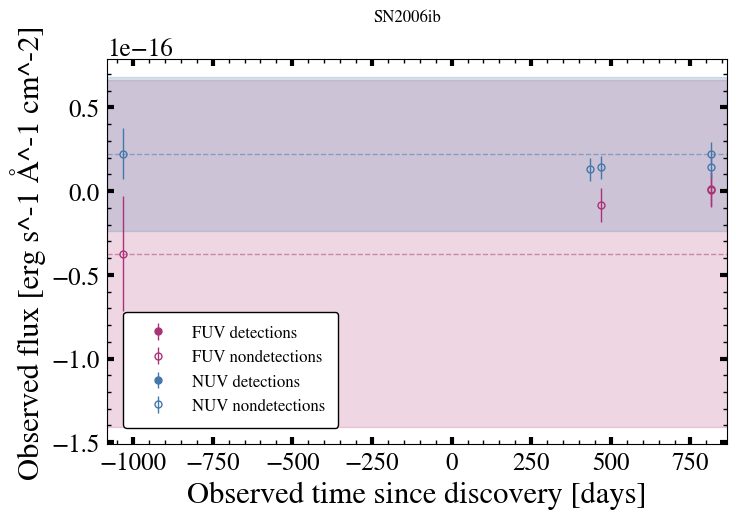 SN2006ib
1e−16
Observed flux [erg s^-1 Å^-1 cm^-2]
0.5
0.0
−0.5
−1.0
−1.5
FUV detections
FUV nondetections
NUV detections
NUV nondetections
−1000 −750 −500 −250 0 250 500 750
Observed time since discovery [days]